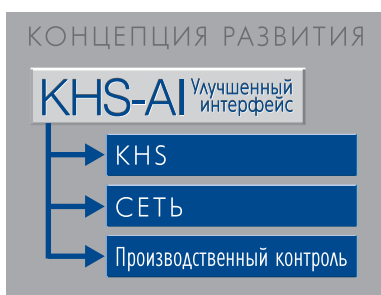 КОНЦЕПЦИЯ РАЗВИТИЯ
KHS-AI Улучшенный
интерфейс
KHS
СЕТЬ
Производственный контроль